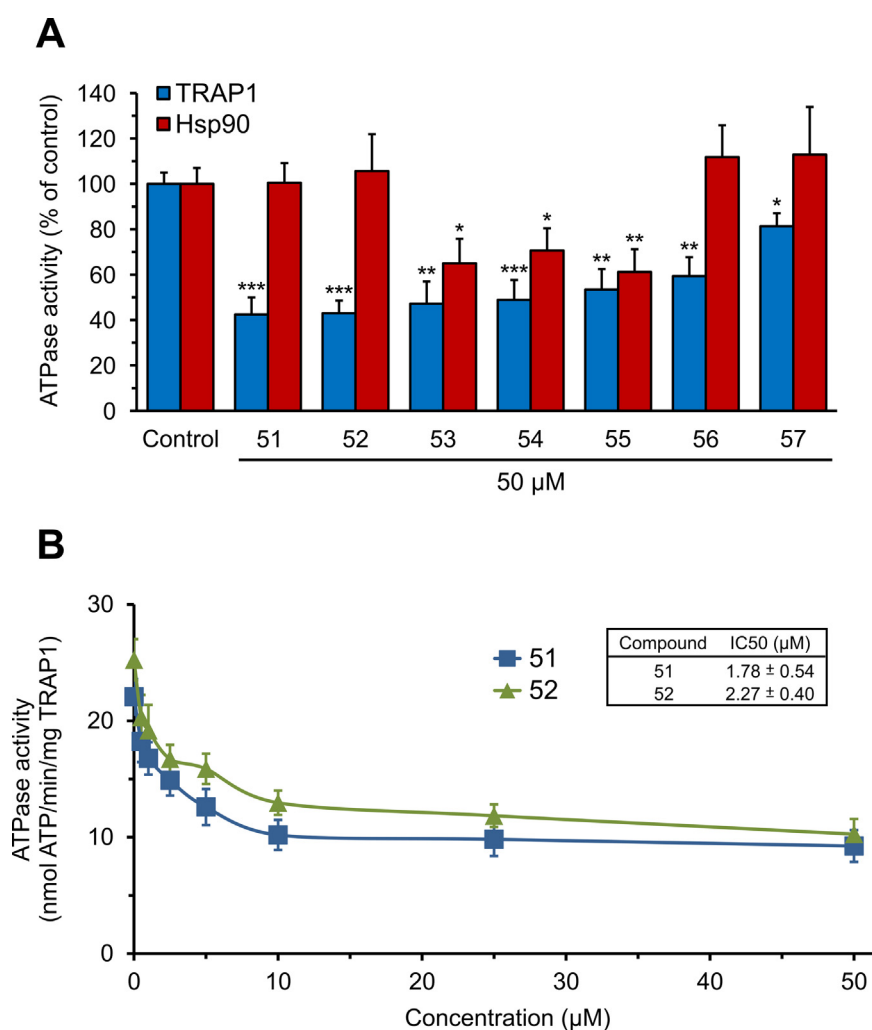 A
ATPase activity (% of control)
140
120
100
80
60
40
20
0
TRAP1
Hsp90
***
***
**
*
***
*
**
**
**
*
Control 51 52 53 54 55 56 57
50 µM
B
ATPase activity
(nmol ATP/min/mg TRAP1)
30
20
10
0
51
52
Compound IC50 (µM)
51 1.78 ± 0.54
52 2.27 ± 0.40
0 10 20 30 40 50
Concentration (µM)